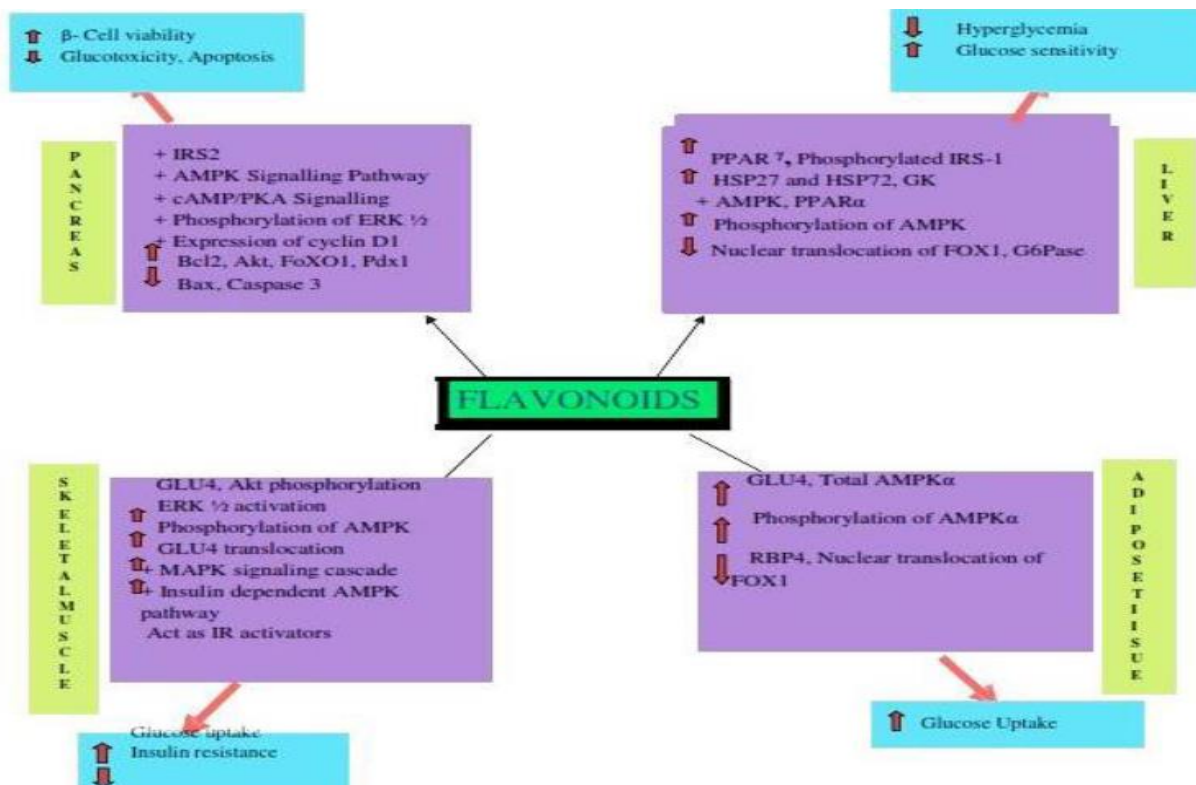 β- Cell viability
Glucotoxicity, Apoptosis
Hyperglycemia
Glucose sensitivity
PANCREAS
+ IRS2
+ AMPK Signalling Pathway
+ cAMP/PKA Signalling
+ Phosphorylation of ERK ½
+ Expression of cyclin D1
Bcl2, Akt, FoXO1, Pdx1
Bax, Caspase 3
PPAR γ, Phosphorylated IRS-1
HSP27 and HSP72, GK
+ AMPK, PPARα
Phosphorylation of AMPK
Nuclear translocation of FOX1, G6Pase
LIVER
FLAVONOIDS
SKELETALMUSCLE
GLU4, Akt phosphorylation
ERK ½ activation
Phosphorylation of AMPK
GLU4 translocation
+ MAPK signaling cascade
+ Insulin dependent AMPK
pathway
Act as IR activators
GLU4, Total AMPKα
Phosphorylation of AMPKα
RBP4, Nuclear translocation of
FOX1
ADIPOSETIISUE
Glucose uptake
Insulin resistance
Glucose Uptake